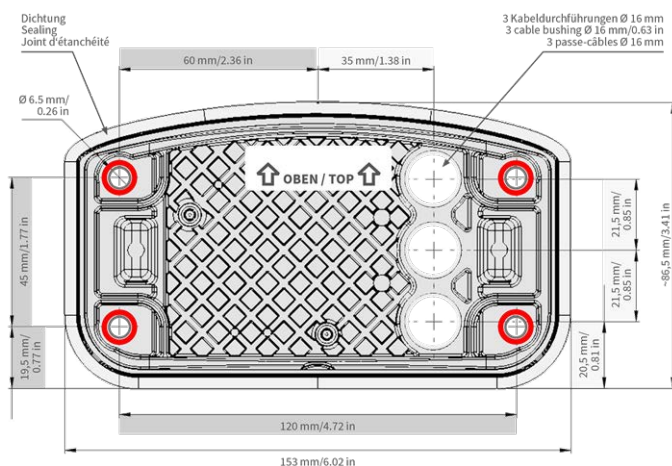 Dichtung
Sealing
Joint d'étanchéité
3 Kabeldurchführungen Ø 16 mm
3 cable bushing Ø 16 mm/0.63 in
3 passe-câbles Ø 16 mm
60 mm/2.36 in
35 mm/1.38 in
Ø 6.5 mm/
0.26 in
OBEN / TOP
45 mm/1.77 in
19,5 mm/
0.77 in
21,5 mm/
0.85 in
21,5 mm/
0.85 in
20,5 mm/
0.81 in
~86,5 mm/3.41 in
120 mm/4.72 in
153 mm/6.02 in